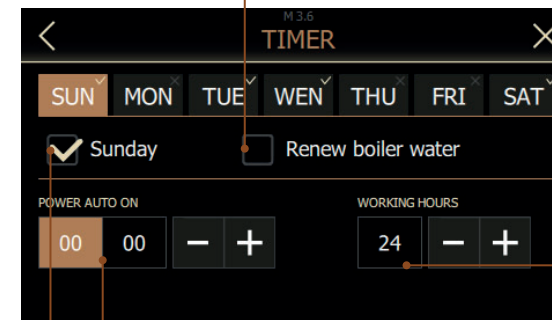 M 3.6
TIMER
SUN MON TUE WEN THU FRI SAT
Sunday Renew boiler water
POWER AUTO ON WORKING HOURS
00 00 − + 24 − +